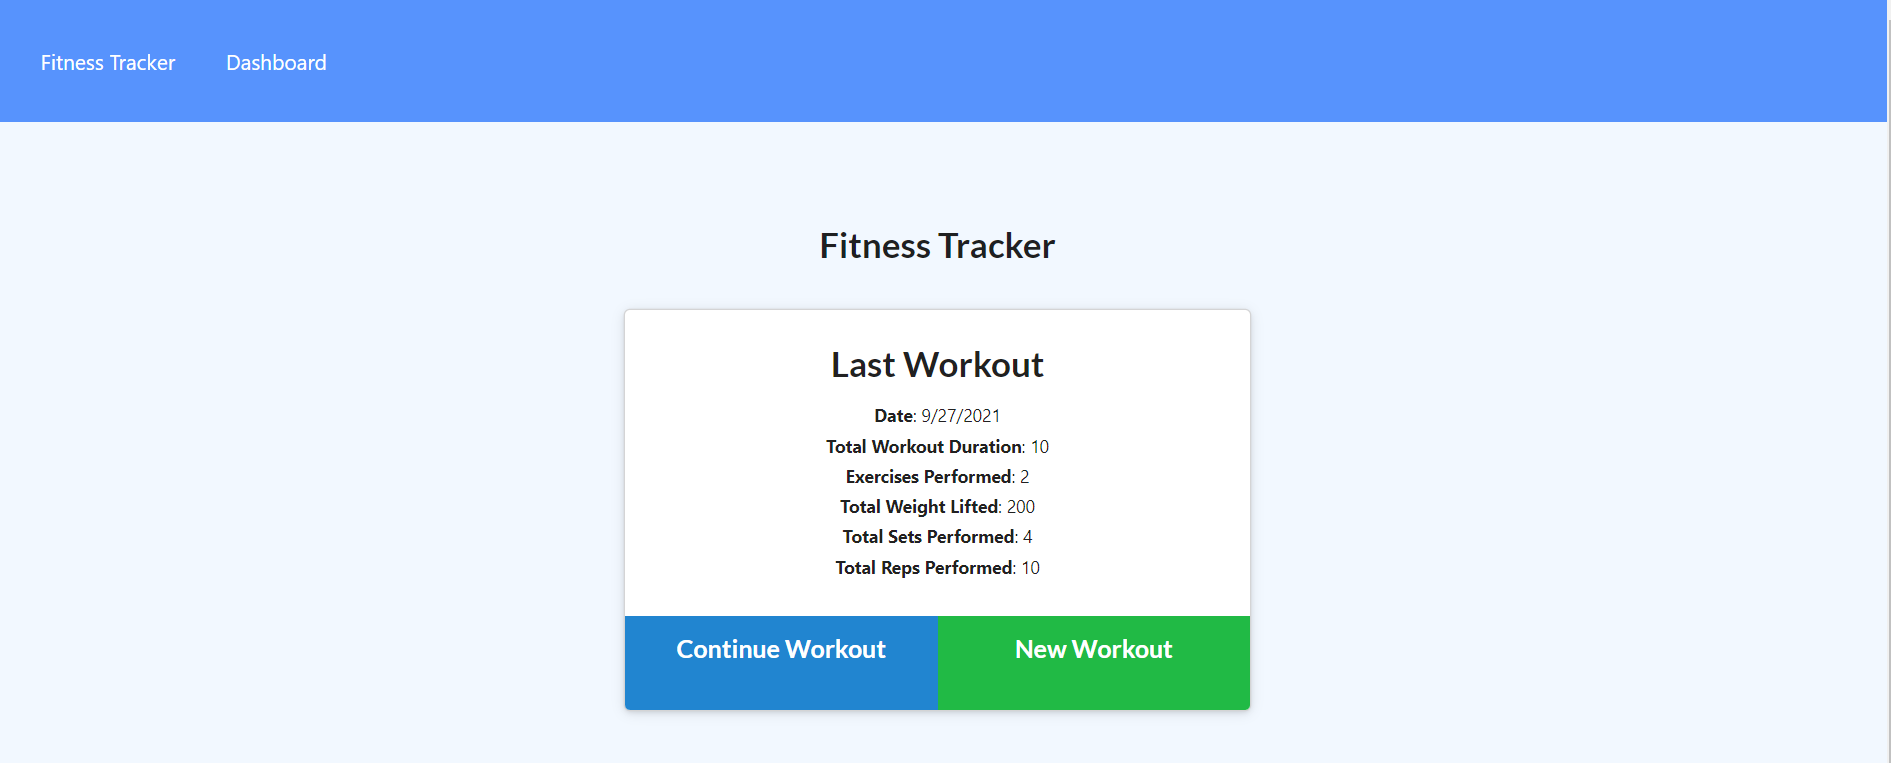 Fitness Tracker Dashboard
Fitness Tracker
Last Workout
Date: 9/27/2021
Total Workout Duration: 10
Exercises Performed: 2
Total Weight Lifted: 200
Total Sets Performed: 4
Total Reps Performed: 10
Continue Workout New Workout